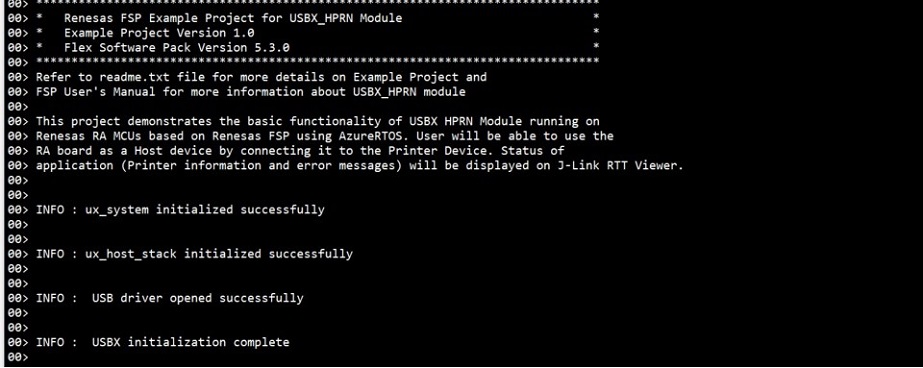 00> ********************************************************************************
00> *   Renesas FSP Example Project for USBX_HPRN Module                           *
00> *   Example Project Version 1.0                                                *
00> *   Flex Software Pack Version 5.3.0                                           *
00> ********************************************************************************
00> Refer to readme.txt file for more details on Example Project and
00> FSP User's Manual for more information about USBX_HPRN module
00>
00> This project demonstrates the basic functionality of USBX HPRN Module running on
00> Renesas RA MCUs based on Renesas FSP using AzureRTOS. User will be able to use the
00> RA board as a Host device by connecting it to the Printer Device. Status of
00> application (Printer information and error messages) will be displayed on J-Link RTT Viewer.
00>
00>
00> INFO : ux_system initialized successfully
00>
00>
00> INFO : ux_host_stack initialized successfully
00>
00>
00> INFO :  USB driver opened successfully
00>
00>
00> INFO :  USBX initialization complete
00>